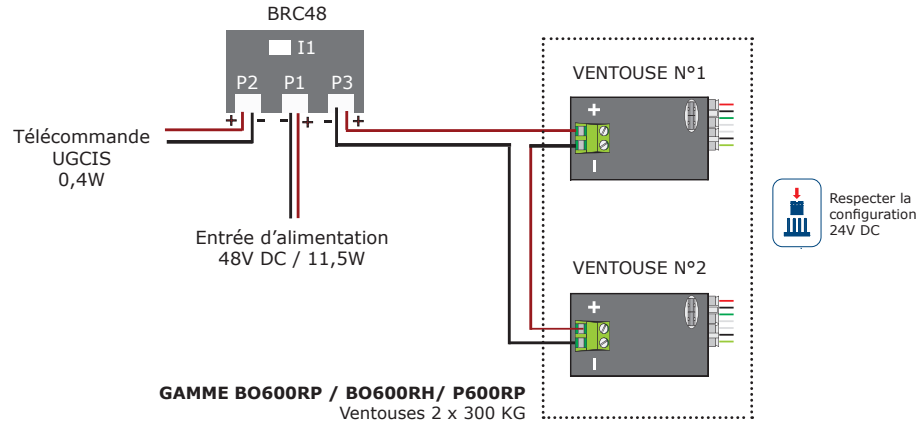 BRC48
I1
P2 P1 P3
+ - - + - +
Télécommande
UGCIS
0,4W
Entrée d'alimentation
48V DC / 11,5W
VENTOUSE N°1
+
-
VENTOUSE N°2
+
-
Respecter la
configuration
24V DC
GAMME BO600RP / BO600RH/ P600RP
Ventouses 2 x 300 KG